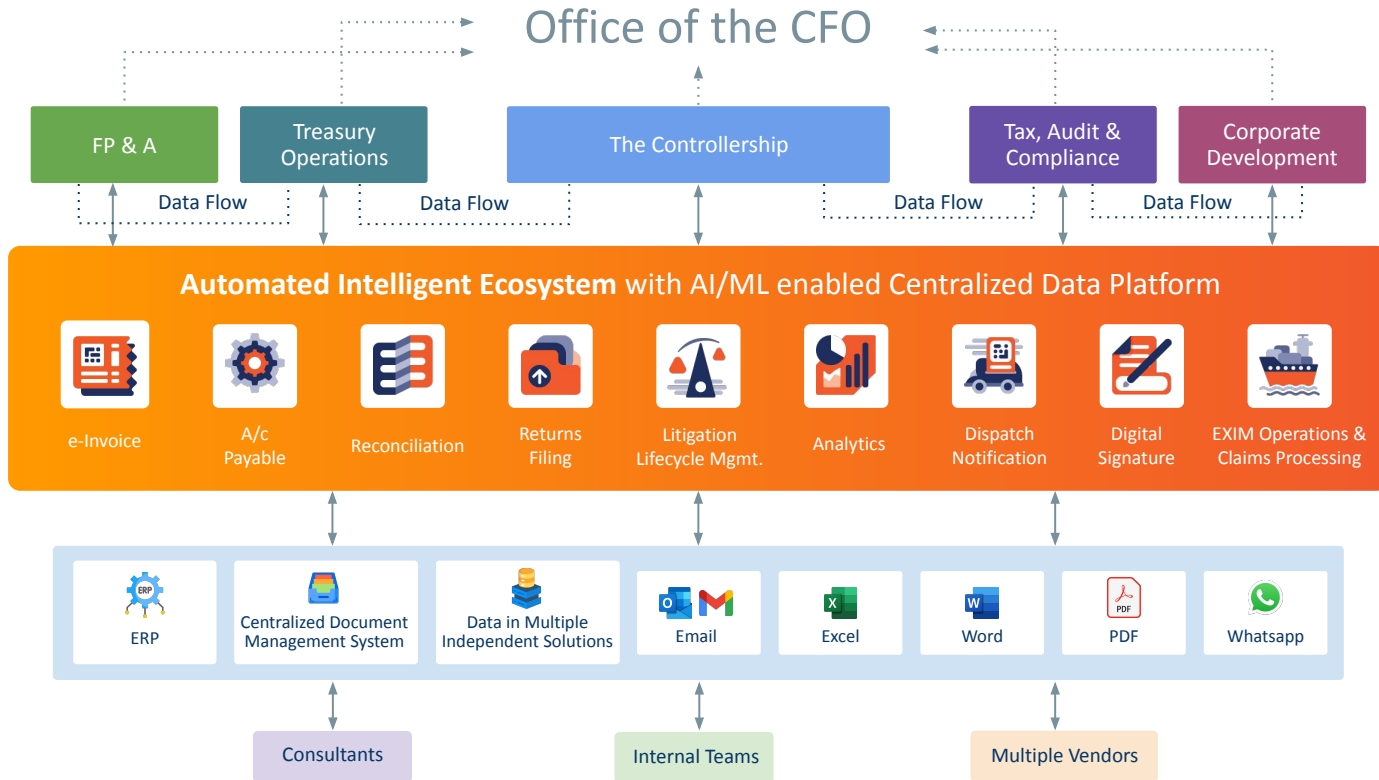 Office of the CFO
FP & A
Treasury
Operations
The Controllership
Tax, Audit &
Compliance
Corporate
Development
Data Flow
Data Flow
Data Flow
Data Flow
Automated Intelligent Ecosystem with AI/ML enabled Centralized Data Platform
e-Invoice
A/c
Payable
Reconciliation
Returns
Filing
Litigation
Lifecycle Mgmt.
Analytics
Dispatch
Notification
Digital
Signature
EXIM Operations &
Claims Processing
ERP
ERP
Centralized Document
Management System
Data in Multiple
Independent Solutions
O
Email
X
Excel
W
Word
PDF
PDF
Whatsapp
Consultants
Internal Teams
Multiple Vendors